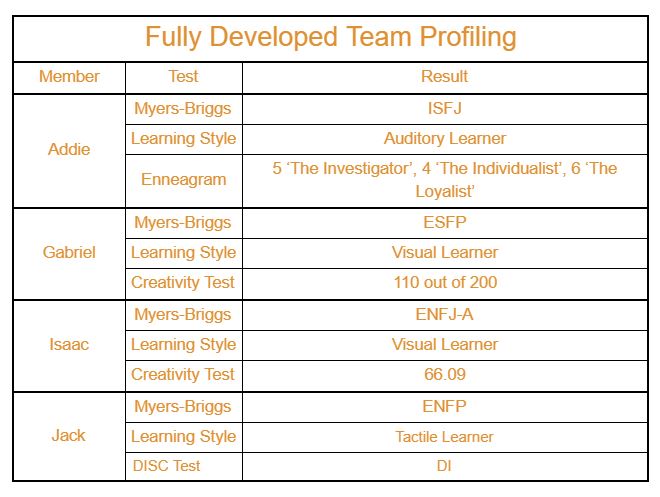 Fully Developed Team Profiling
Member Test Result
Addie
Myers-Briggs ISFJ
Learning Style Auditory Learner
Enneagram 5 ‘The Investigator’, 4 ‘The Individualist’, 6 ‘The
Loyalist’
Gabriel
Myers-Briggs ESFP
Learning Style Visual Learner
Creativity Test 110 out of 200
Isaac
Myers-Briggs ENFJ-A
Learning Style Visual Learner
Creativity Test 66.09
Jack
Myers-Briggs ENFP
Learning Style Tactile Learner
DISC Test DI